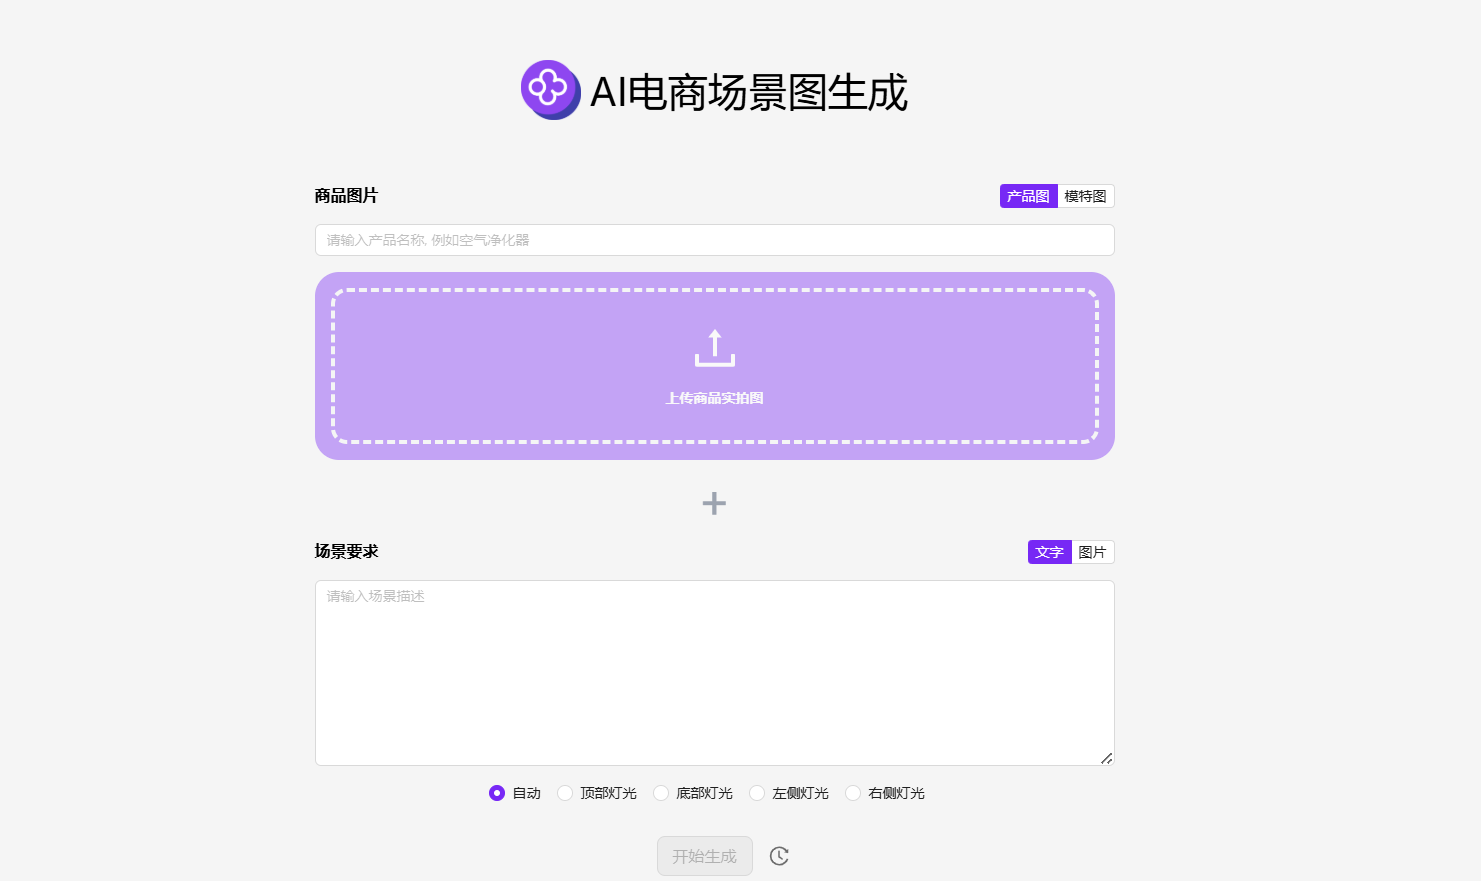 AI电商场景图生成
商品图片
产品图 模特图
请输入产品名称, 例如空气净化器
上传商品实拍图
场景要求
文字 图片
请输入场景描述
自动 顶部灯光 底部灯光 左侧灯光 右侧灯光
开始生成